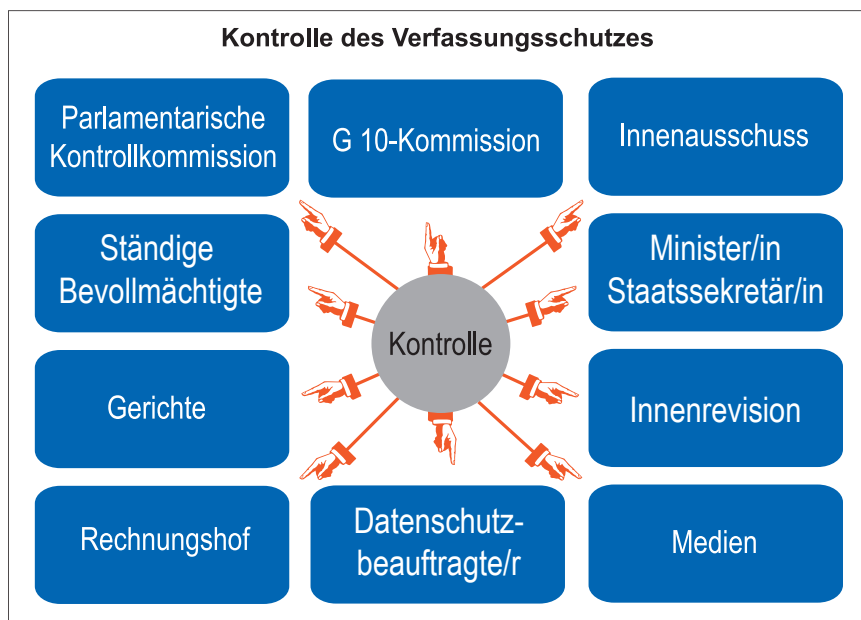 Kontrolle des Verfassungsschutzes
Parlamentarische
Kontrollkommission
G 10-Kommission
Innenausschuss
Ständige
Bevollmächtigte
Minister/in
Staatssekretär/in
Kontrolle
Gerichte
Innenrevision
Rechnungshof
Datenschutz-
beauftragte/r
Medien